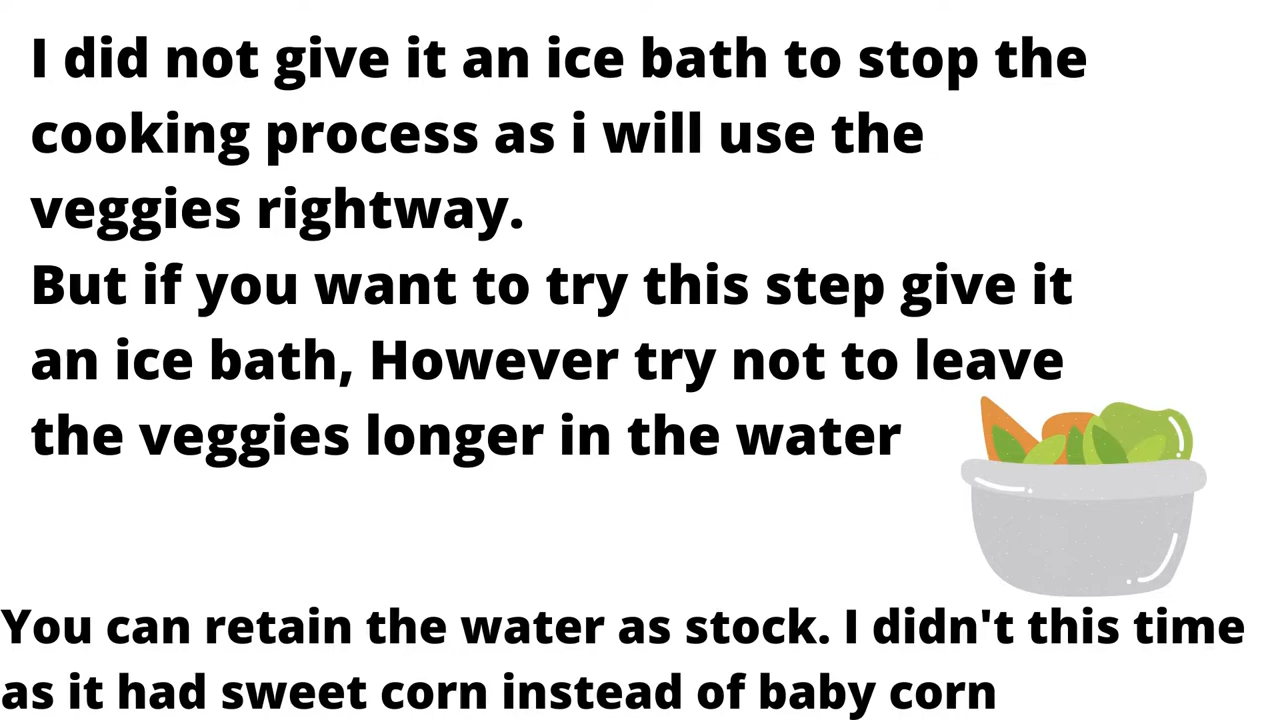 I did not give it an ice bath to stop the
cooking process as i will use the
veggies rightway.
But if you want to try this step give it
an ice bath, However try not to leave
the veggies longer in the water
You can retain the water as stock. I didn't this time
as it had sweet corn instead of baby corn